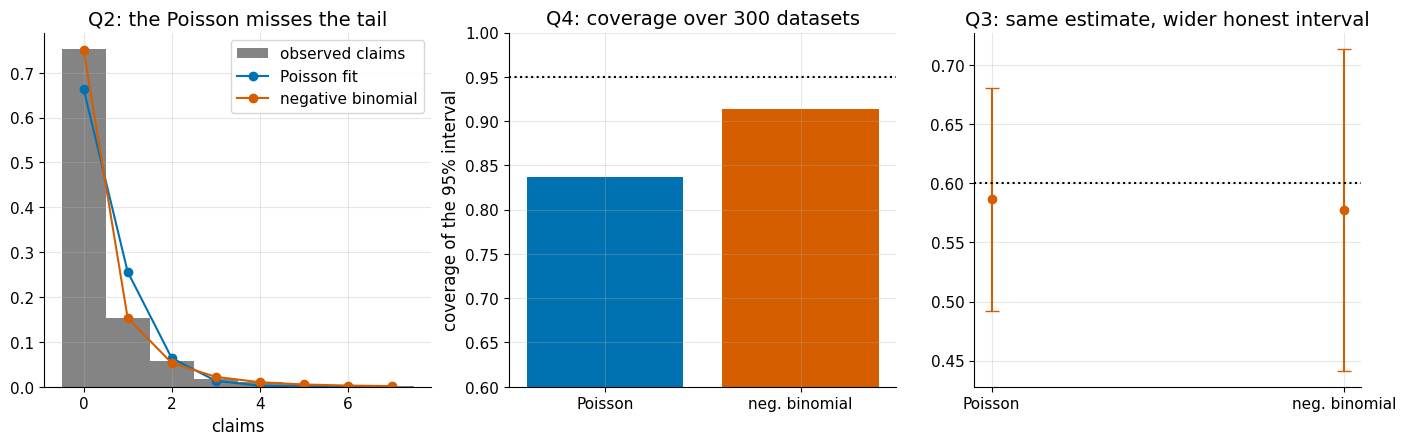 Q2: the Poisson misses the tail
observed claims
Poisson fit
negative binomial
0.7
0.6
0.5
0.4
0.3
0.2
0.1
0.0
0
2
4
6
claims
Q4: coverage over 300 datasets
coverage of the 95% interval
1.00
0.95
0.90
0.85
0.80
0.75
0.70
0.65
0.60
Poisson
neg. binomial
Q3: same estimate, wider honest interval
0.70
0.65
0.60
0.55
0.50
0.45
Poisson
neg. binomial